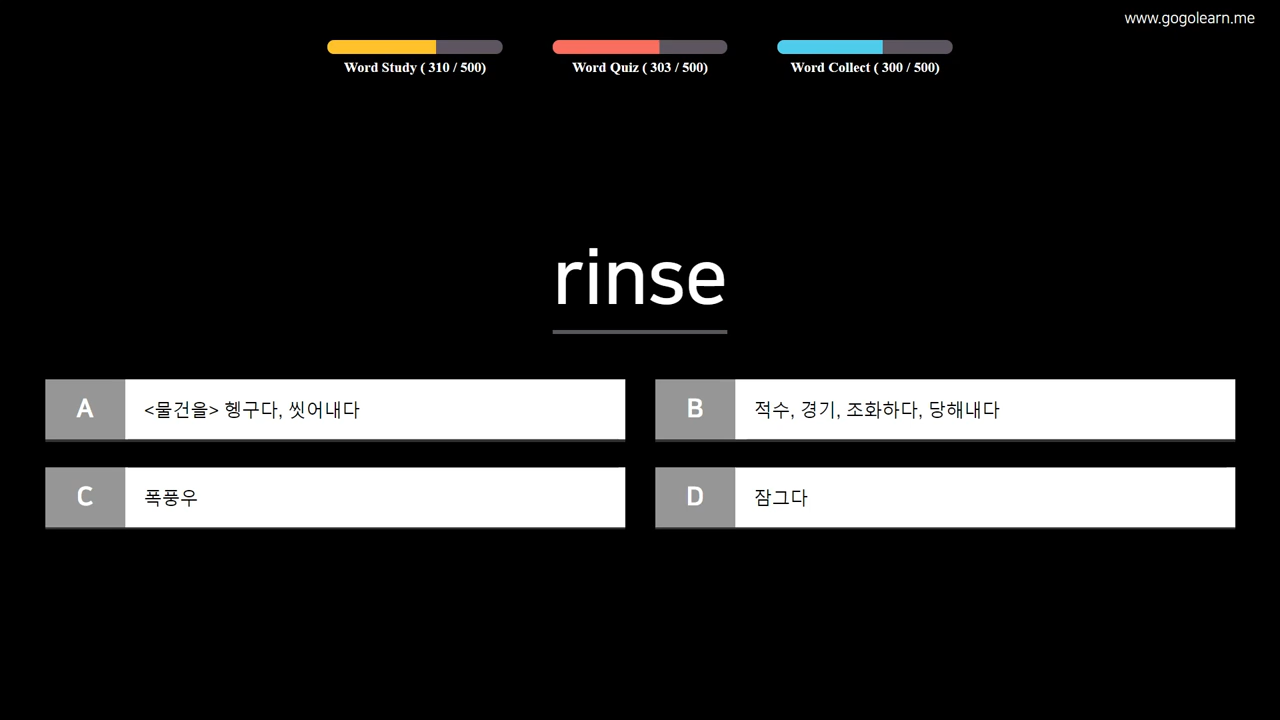 www.gogolearn.me
Word Study ( 310 / 500)
Word Quiz ( 303 / 500)
Word Collect ( 300 / 500)
rinse
A <물건을> 헹구다, 씻어내다
B 적수, 경기, 조화하다, 당해내다
C 폭풍우
D 잠그다